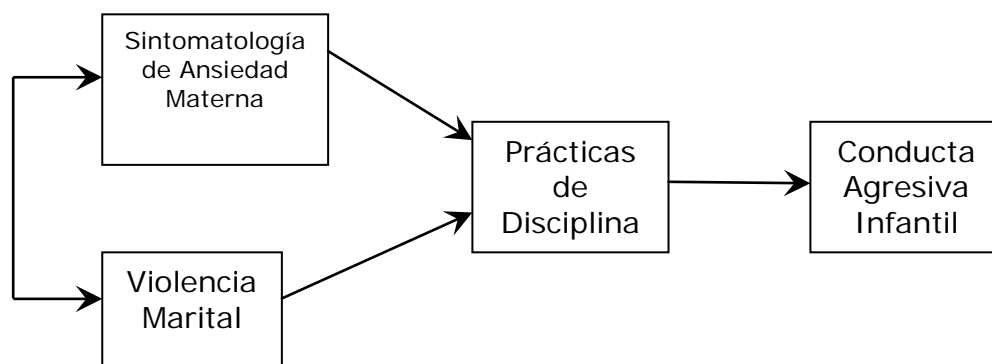 Sintomatología
de Ansiedad
Materna
Prácticas
de
Disciplina
Conducta
Agresiva
Infantil
Violencia
Marital